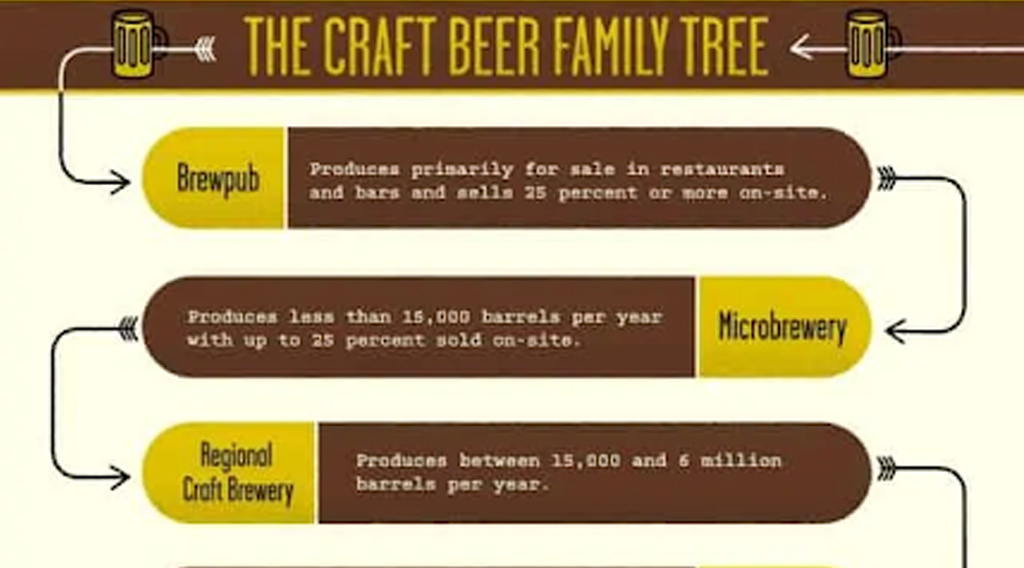 THE CRAFT BEER FAMILY TREE
Brewpub
Produces primarily for sale in restaurants
and bars and sells 25 percent or more on-site.
Produces less than 15,000 barrels per year
with up to 25 percent sold on-site.
Microbrewery
Regional
Craft Brewery
Produces between 15,000 and 6 million
barrels per year.